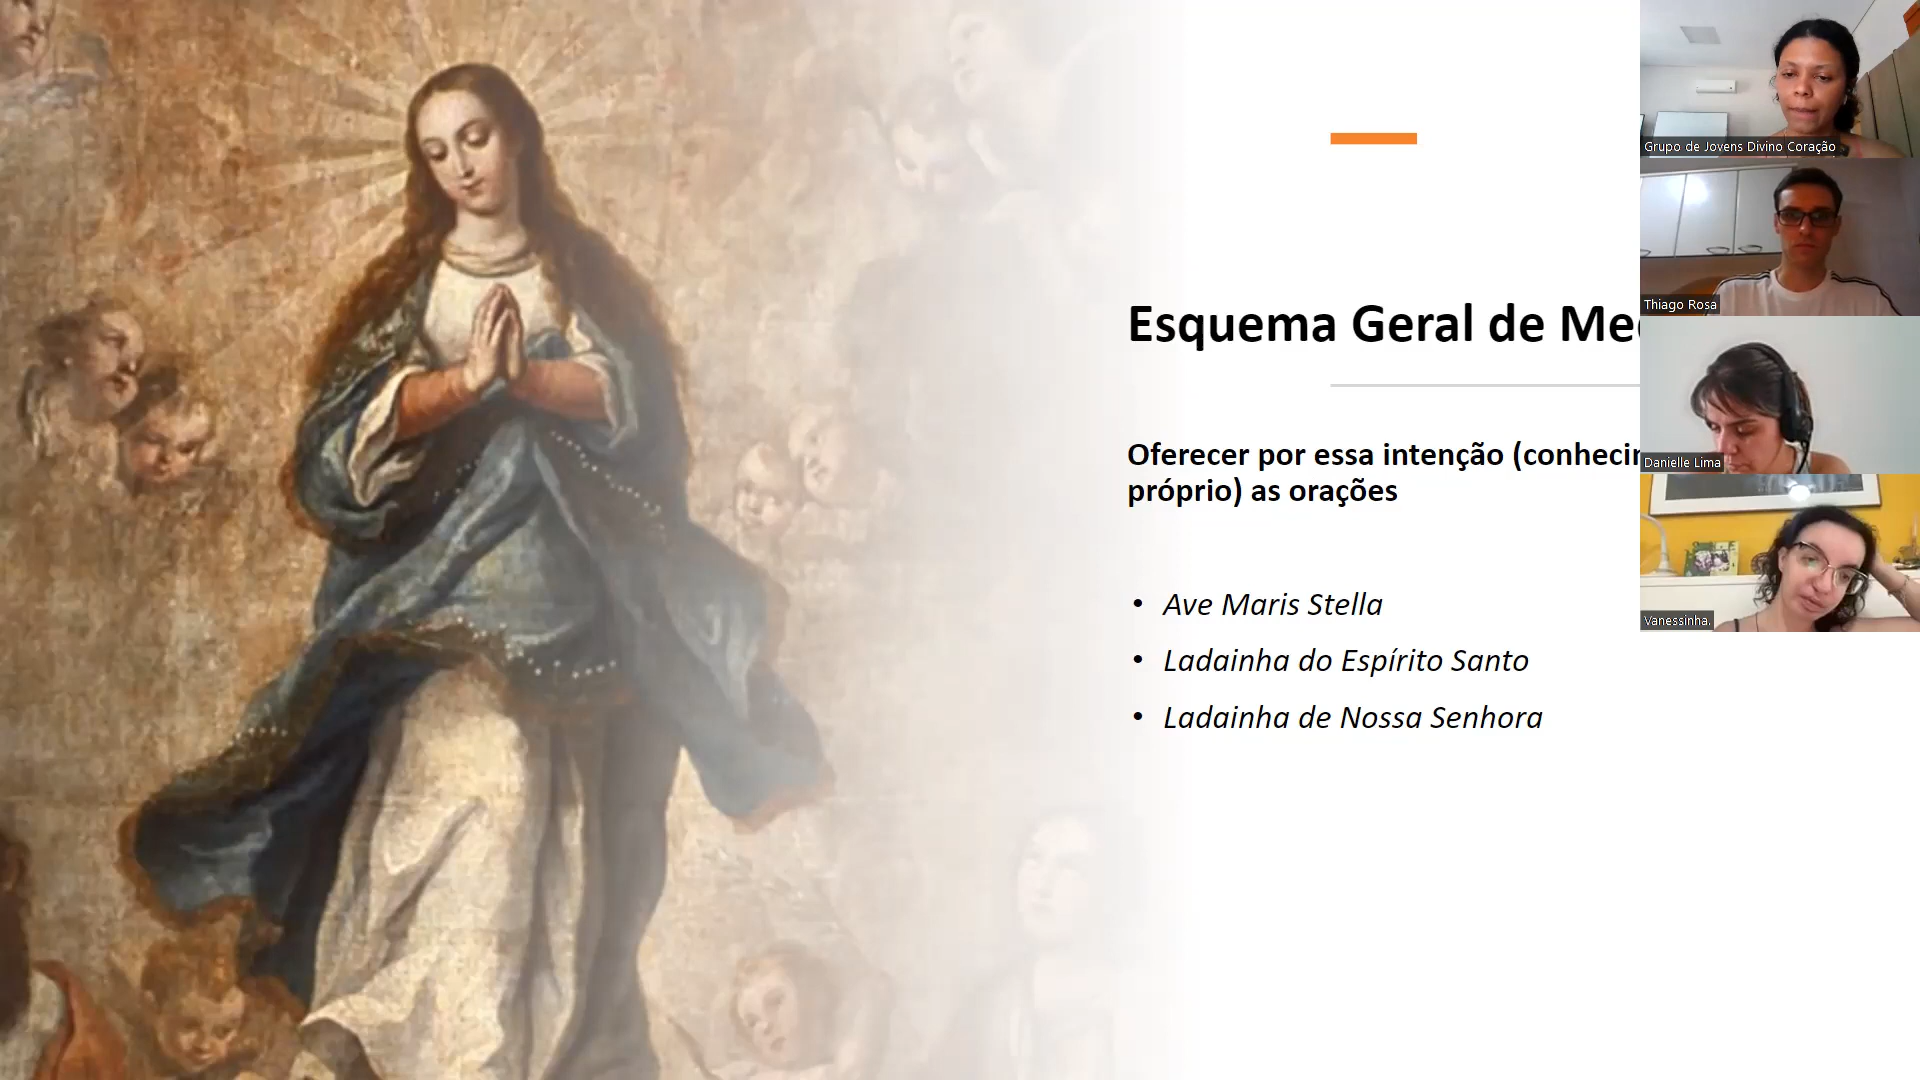 Esquema Geral de Me
Oferecer por essa intenção (conhecim
próprio) as orações
• Ave Maris Stella
• Ladainha do Espírito Santo
• Ladainha de Nossa Senhora
Grupo de Jovens Divino Coração
Thiago Rosa
Danielle Lima
Vanessinha.